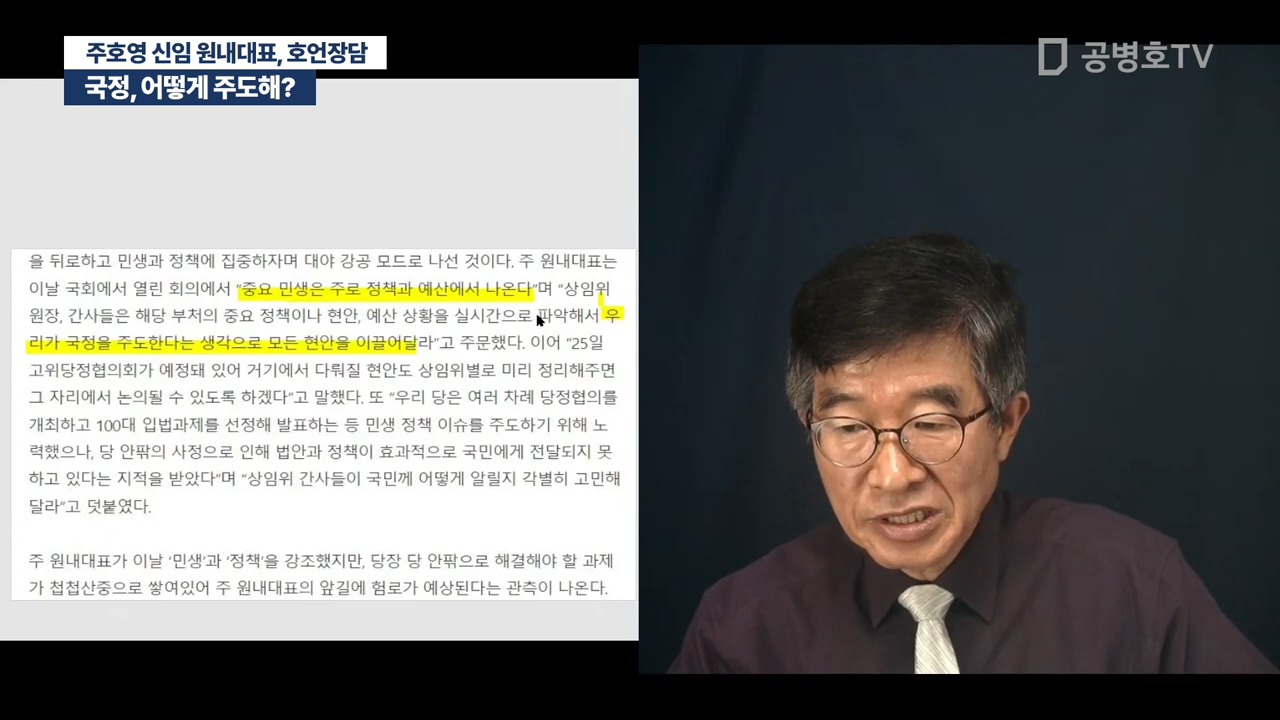 주호영 신임 원내대표, 호언장담
국정, 어떻게 주도해?
공병호TV
을 뒤로하고 민생과 정책에 집중하자며 대야 강공 모드로 나선 것이다. 주 원내대표는
이날 국회에서 열린 회의에서 “중요 민생은 주로 정책과 예산에서 나온다”며 “상임위
원장, 간사들은 해당 부처의 중요 정책이나 현안, 예산 상황을 실시간으로 파악해서 우
리가 국정을 주도한다는 생각으로 모든 현안을 이끌어달라”고 주문했다. 이어 “25일
고위당정협의회가 예정돼 있어 거기에서 다뤄질 현안도 상임위별로 미리 정리해주면
그 자리에서 논의될 수 있도록 하겠다”고 말했다. 또 “우리 당은 여러 차례 당정협의를
개최하고 100대 입법과제를 선정해 발표하는 등 민생 정책 이슈를 주도하기 위해 노
력했으나, 당 안팎의 사정으로 인해 법안과 정책이 효과적으로 국민에게 전달되지 못
하고 있다는 지적을 받았다”며 “상임위 간사들이 국민께 어떻게 알릴지 각별히 고민해
달라”고 덧붙였다.
주 원내대표가 이날 ‘민생’과 ‘정책’을 강조했지만, 당장 당 안팎으로 해결해야 할 과제
가 첩첩산중으로 쌓여있어 주 원내대표의 앞길에 험로가 예상된다는 관측이 나온다.